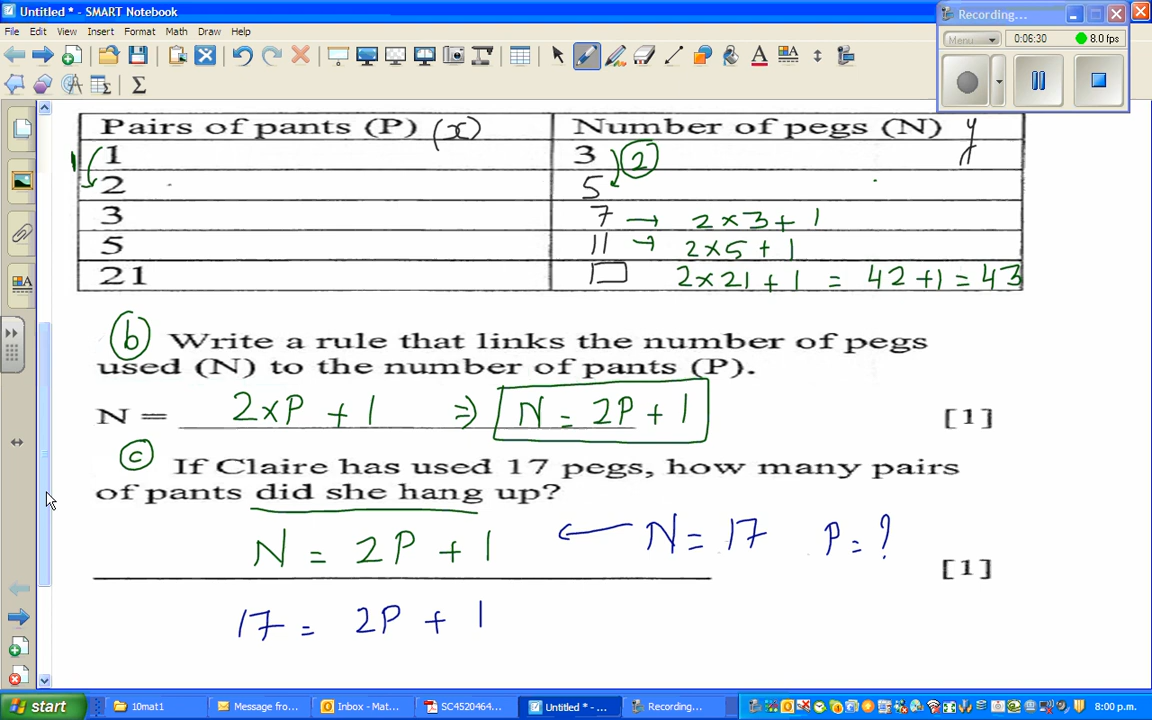 Untitled * - SMART Notebook
Recording...
File Edit View Insert Format Math Draw Help
Menu 0:06:30 8.0 fps
Pairs of pants (P) (x) Number of pegs (N) y
1 3 2
2 5
3 7 → 2 × 3 + 1
5 11 → 2 × 5 + 1
21 2 × 21 + 1 = 42 + 1 = 43
b Write a rule that links the number of pegs
used (N) to the number of pants (P).
N = 2 × P + 1 ⇒ N = 2P + 1 [1]
c If Claire has used 17 pegs, how many pairs
of pants did she hang up?
N = 2P + 1 ← N = 17 P = ?
[1]
17 = 2P + 1
start 10mat1 Message fro... Inbox - Mat... SC4520464... Untitled * - ... Recording... 8:00 p.m.